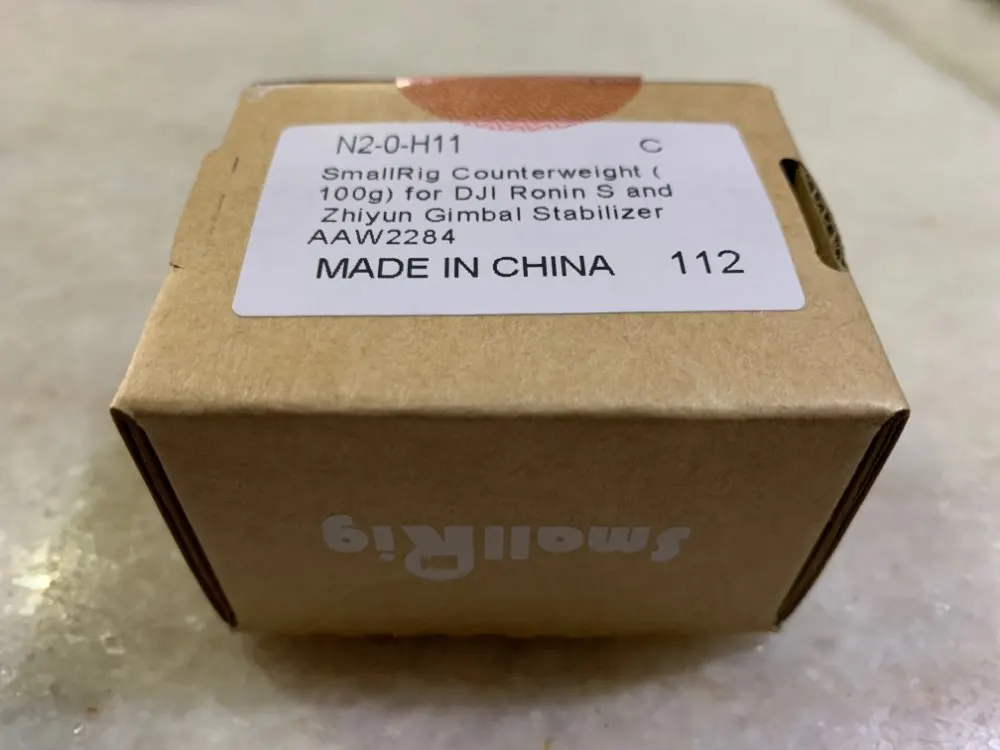 N2-0-H11 C
SmallRig Counterweight (
100g) for DJI Ronin S and
Zhiyun Gimbal Stabilizer
AAW2284
MADE IN CHINA 112
SmallRig